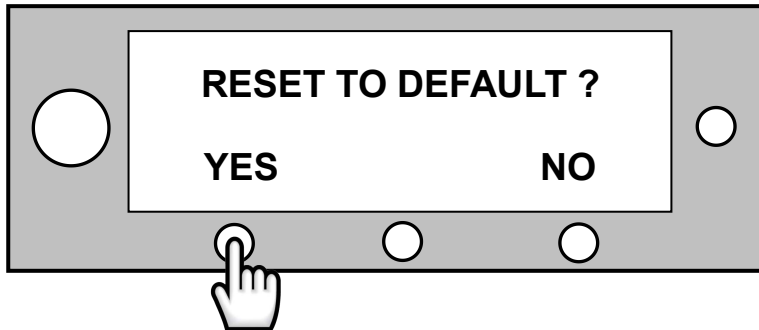 RESET TO DEFAULT ?
YES NO